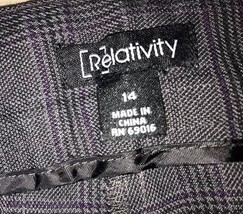 [Re]lativity
14
MADE IN
CHINA
RN 69016